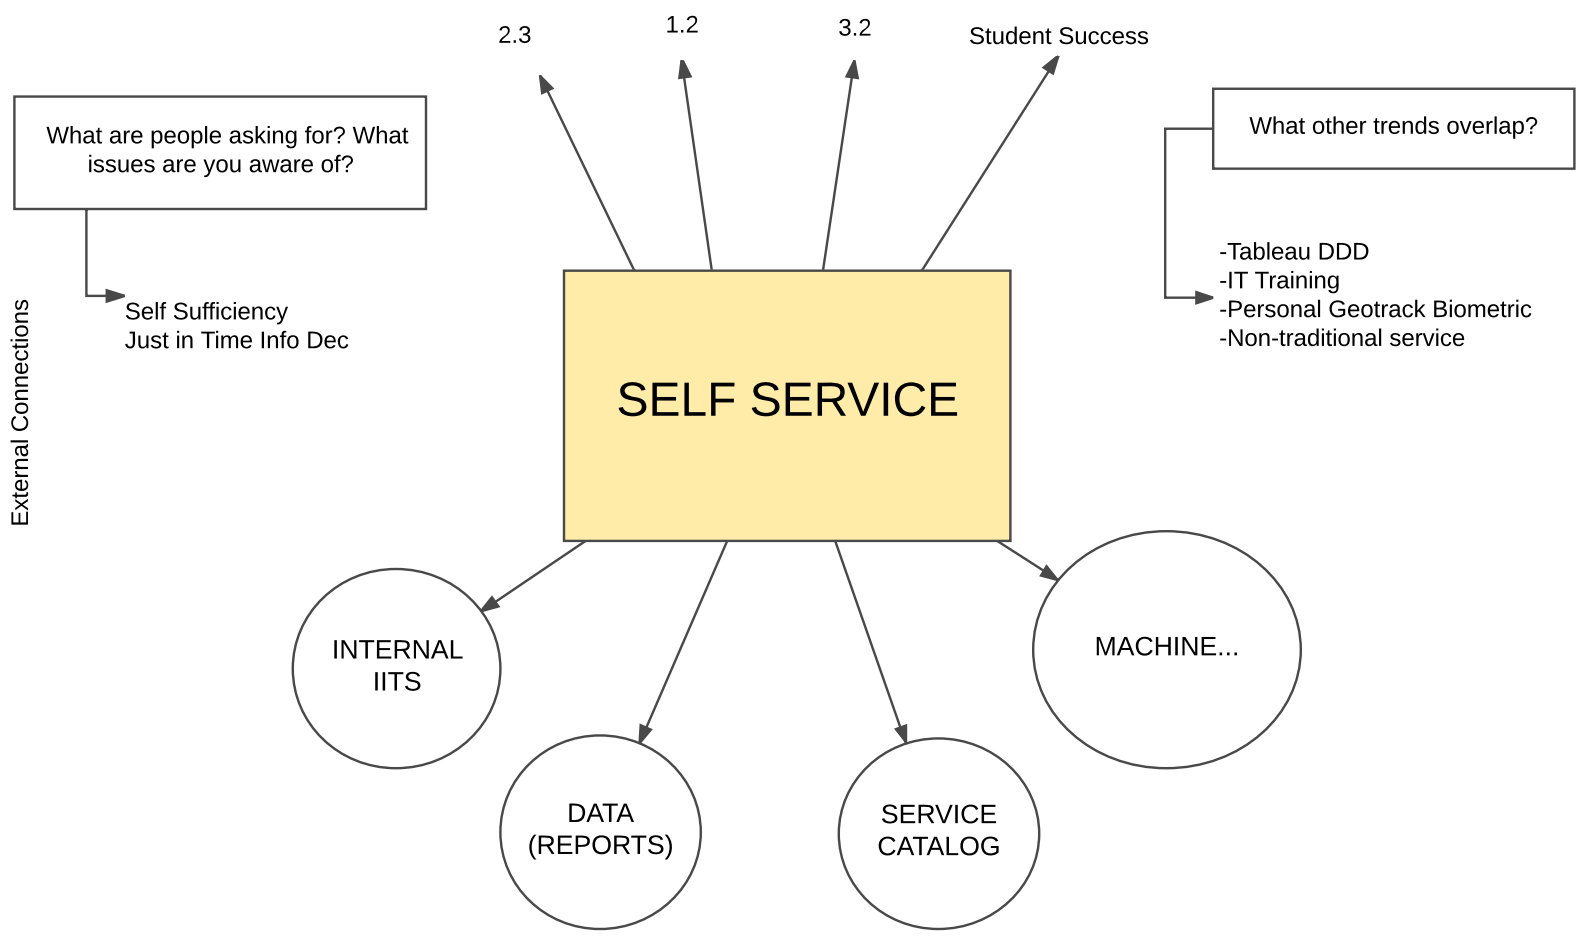 2.3
1.2
3.2
Student Success
What are people asking for? What
issues are you aware of?
What other trends overlap?
Self Sufficiency
Just in Time Info Dec
-Tableau DDD
-IT Training
-Personal Geotrack Biometric
-Non-traditional service
External Connections
SELF SERVICE
INTERNAL
IITS
DATA
(REPORTS)
SERVICE
CATALOG
MACHINE...